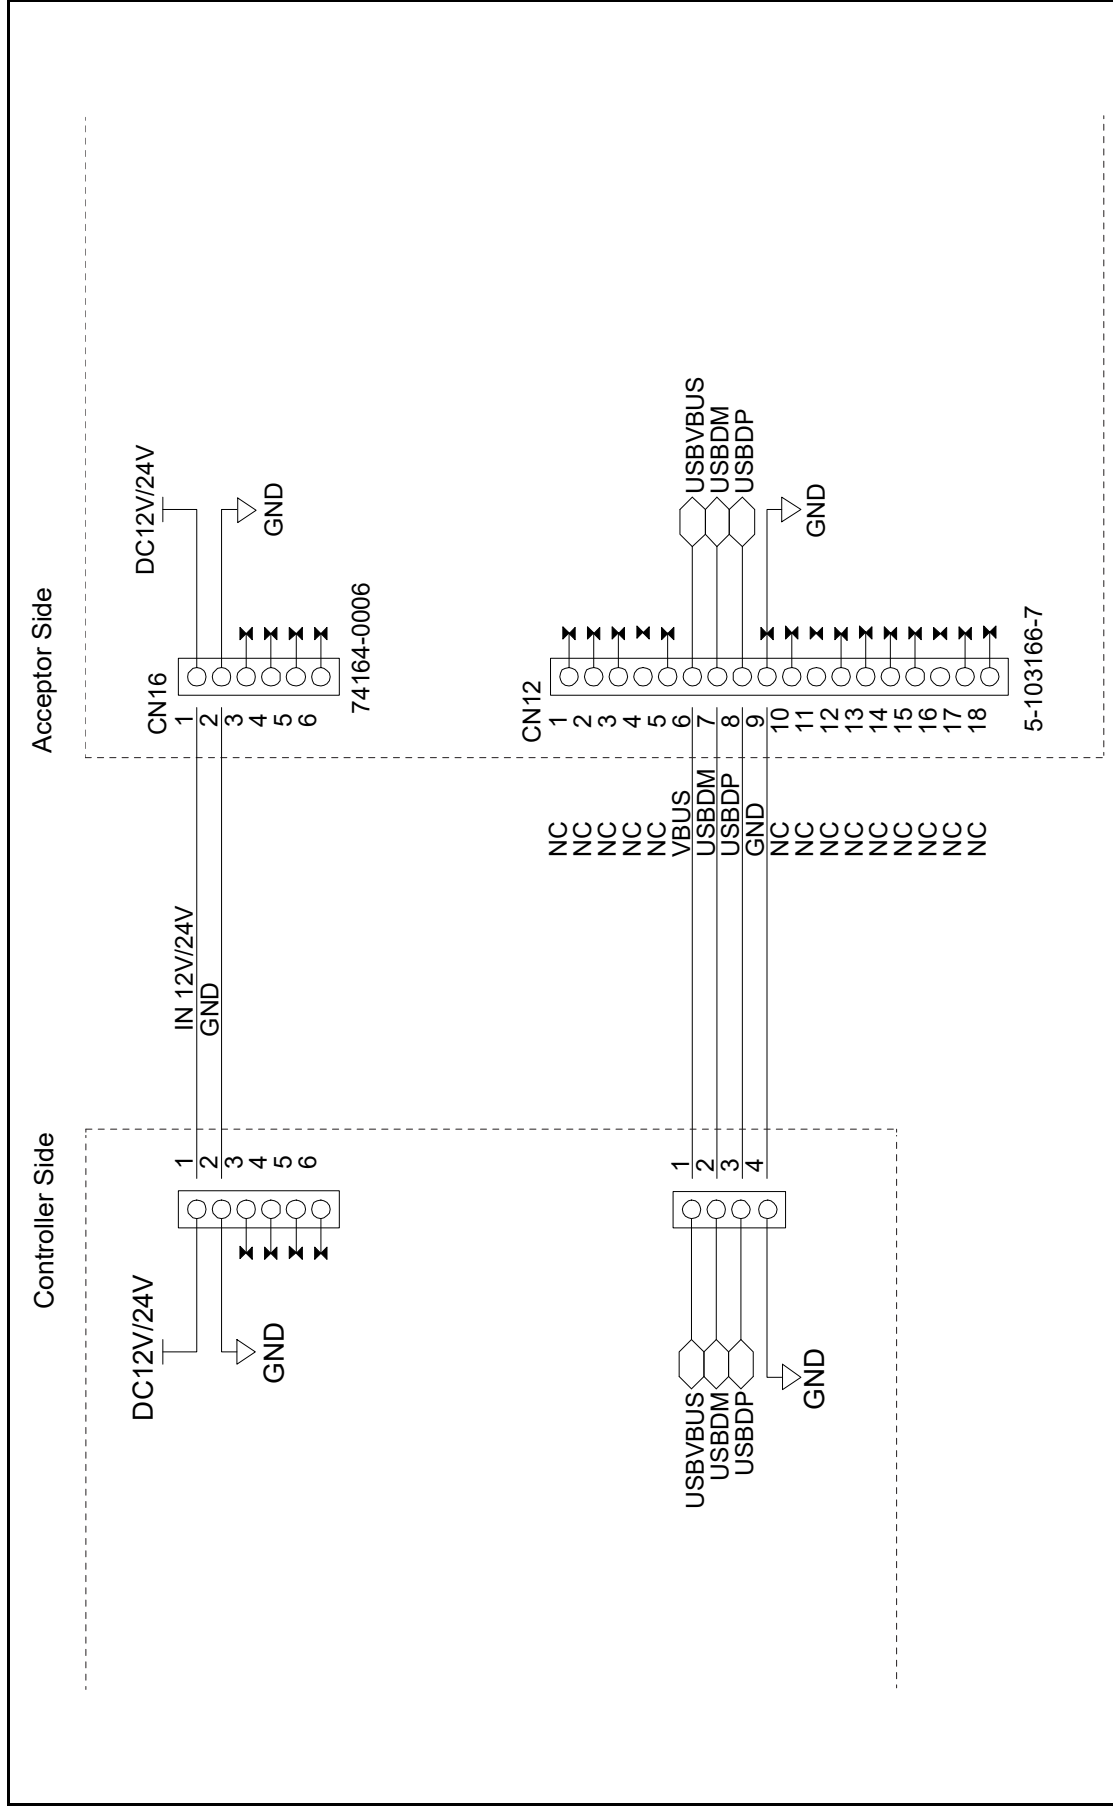 Controller Side
Acceptor Side
DC12V/24V
GND
1
2
3
4
5
6
IN 12V/24V
GND
CN16
1
2
3
4
5
6
DC12V/24V
GND
74164-0006
USBVBUS
USBDM
USBDP
GND
1
2
3
4
NC
NC
NC
NC
NC
VBUS
USBDM
USBDP
GND
NC
NC
NC
NC
NC
NC
NC
NC
NC
CN12
1
2
3
4
5
6
7
8
9
10
11
12
13
14
15
16
17
18
USBVBUS
USBDM
USBDP
GND
5-103166-7